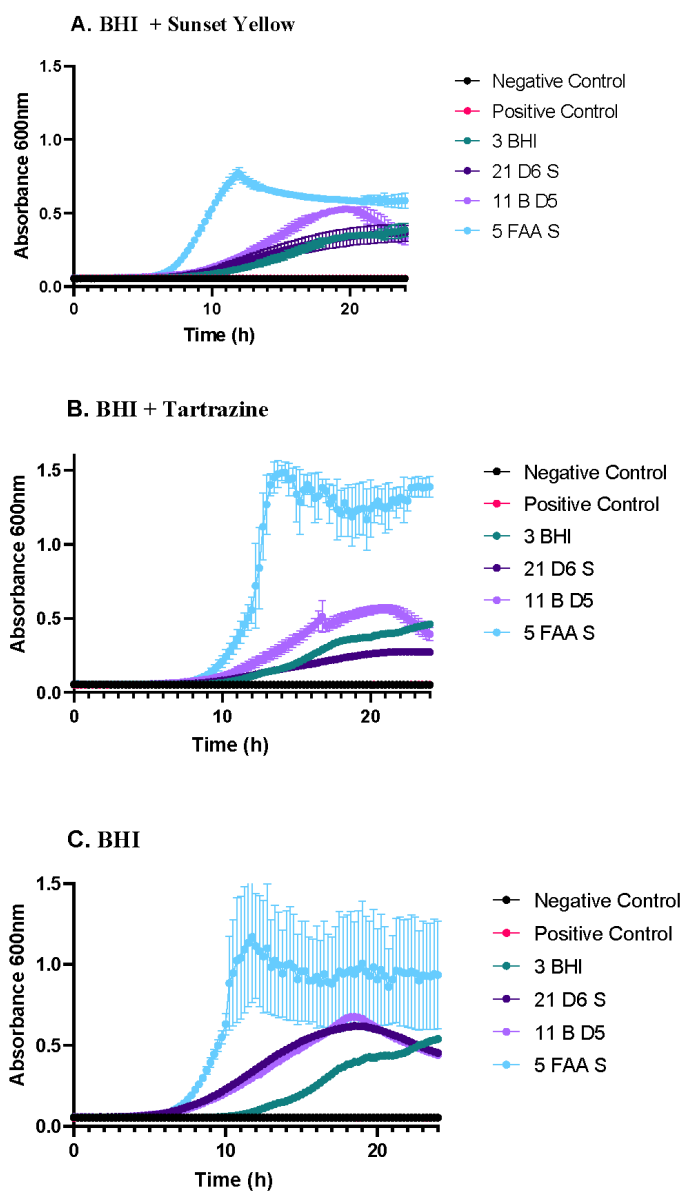 A. BHI + Sunset Yellow
Absorbance 600nm
1.5
1.0
0.5
0.0
0
10
20
Time (h)
Negative Control
Positive Control
3 BHI
21 D6 S
11 B D5
5 FAA S
B. BHI + Tartrazine
Absorbance 600nm
1.5
1.0
0.5
0.0
0
10
20
Time (h)
Negative Control
Positive Control
3 BHI
21 D6 S
11 B D5
5 FAA S
C. BHI
Absorbance 600nm
1.5
1.0
0.5
0.0
0
10
20
Time (h)
Negative Control
Positive Control
3 BHI
21 D6 S
11 B D5
5 FAA S